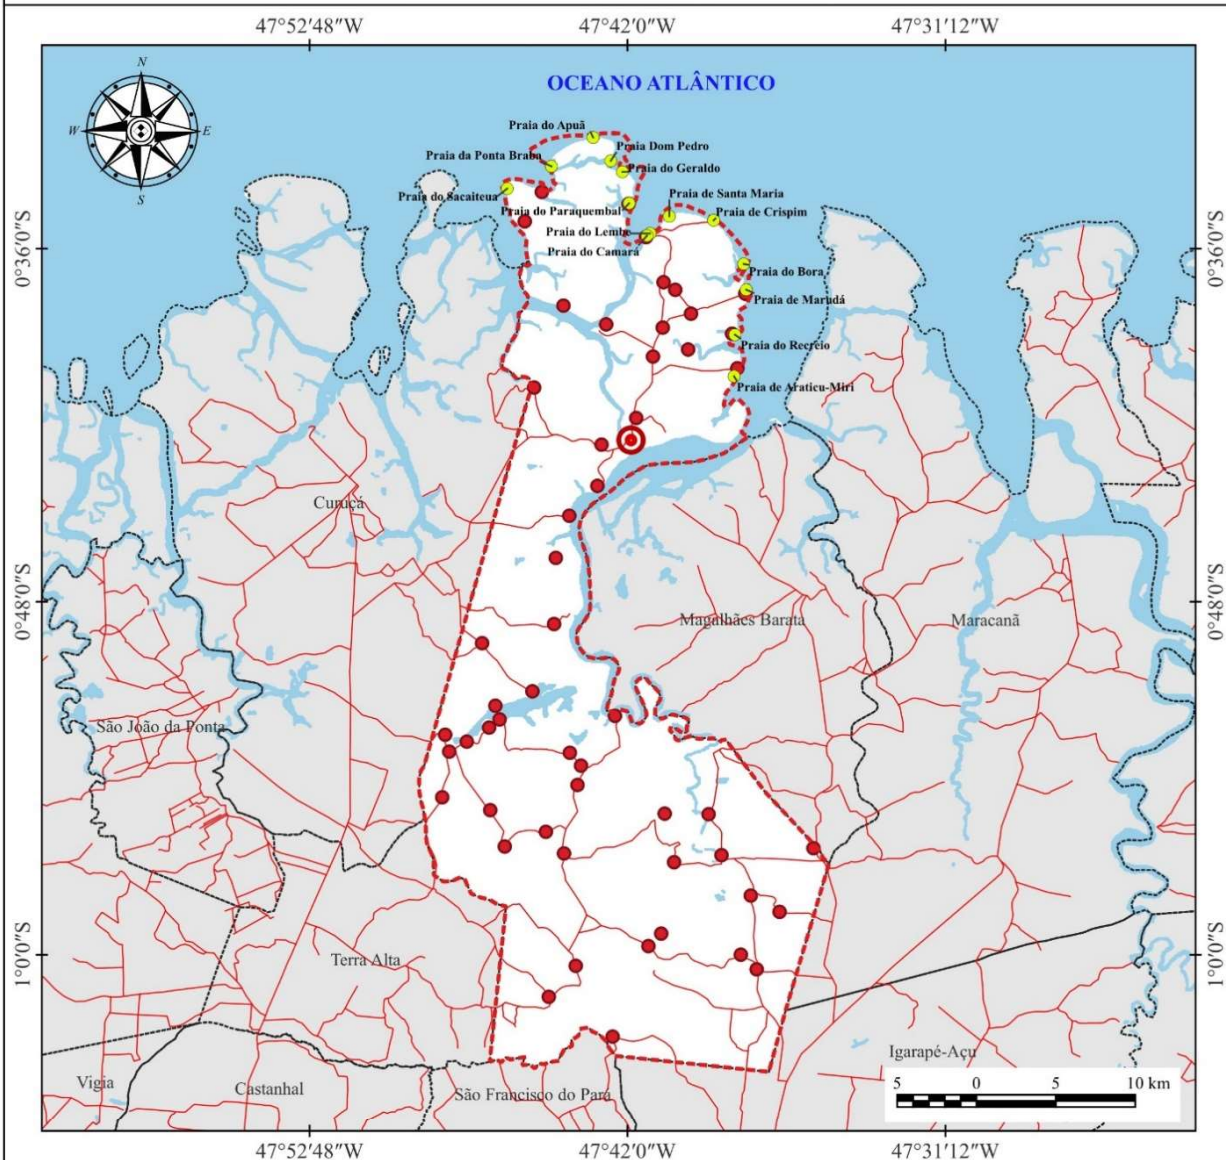 47°52'48"W 47°42'0"W 47°31'12"W
N
OCEANO ATLÂNTICO
W E
S
Praia do Apuã
Praia Dom Pedro
Praia da Ponta Braba
Praia do Geraldo
Praia do Sacaiteua
Praia de Santa Maria
Praia do Paraquembal
Praia de Crispim
Praia do Lembe
Praia do Camará
0°36'0"S 0°36'0"S
Praia do Bora
Praia de Marudá
Praia do Recreio
Praia de Araticu-Miri
Curuçá
0°48'0"S 0°48'0"S
Magalhães Barata
Maracanã
São João da Ponta
1°0'0"S 1°0'0"S
Terra Alta
Igarapé-Açu
Vigia
Castanhal
São Francisco do Pará
5 0 5 10 km
47°52'48"W 47°42'0"W 47°31'12"W